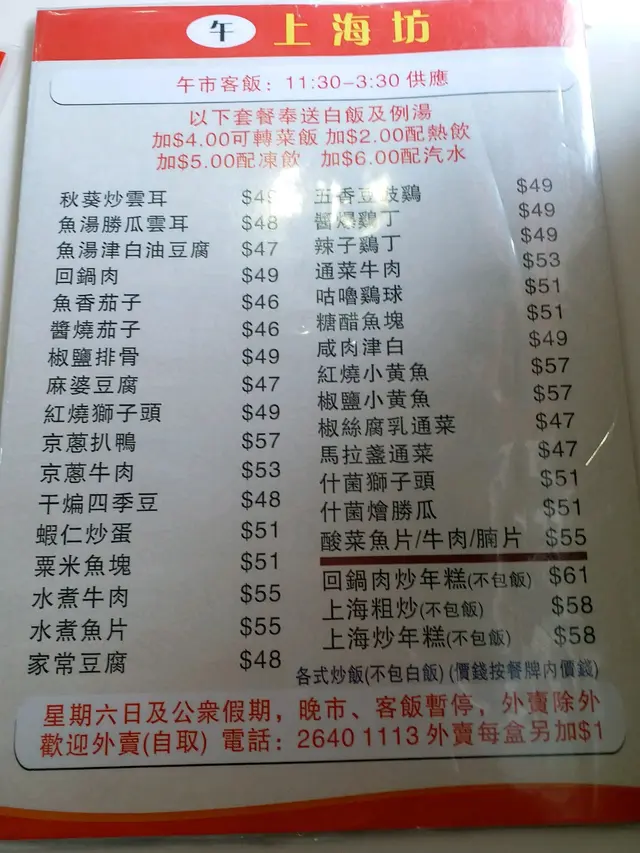 午 上海坊
午市客飯：11:30-3:30供應
以下套餐奉送白飯及例湯
加$4.00可轉菜飯 加$2.00配熱飲
加$5.00配凍飲 加$6.00配汽水
秋葵炒雲耳 $49
魚湯勝瓜雲耳 $48
魚湯津白油豆腐 $47
回鍋肉 $49
魚香茄子 $46
醬燒茄子 $46
椒鹽排骨 $49
麻婆豆腐 $47
紅燒獅子頭 $49
京蔥扒鴨 $57
京蔥牛肉 $53
干煸四季豆 $48
蝦仁炒蛋 $51
粟米魚塊 $51
水煮牛肉 $55
水煮魚片 $55
家常豆腐 $48
五香豆豉鷄 $49
醬爆鷄丁 $49
辣子鷄丁 $49
通菜牛肉 $53
咕嚕鷄球 $51
糖醋魚塊 $51
咸肉津白 $49
紅燒小黄魚 $57
椒鹽小黄魚 $57
椒絲腐乳通菜 $47
馬拉盞通菜 $47
什菌獅子頭 $51
什菌燴勝瓜 $51
酸菜魚片/牛肉/腩片 $55
回鍋肉炒年糕(不包飯) $61
上海粗炒(不包飯) $58
上海炒年糕(不包飯) $58
各式炒飯(不包白飯)(價錢按餐牌內價錢)
星期六日及公衆假期，晚市、客飯暫停，外賣除外
歡迎外賣(自取) 電話：2640 1113 外賣每盒另加$1